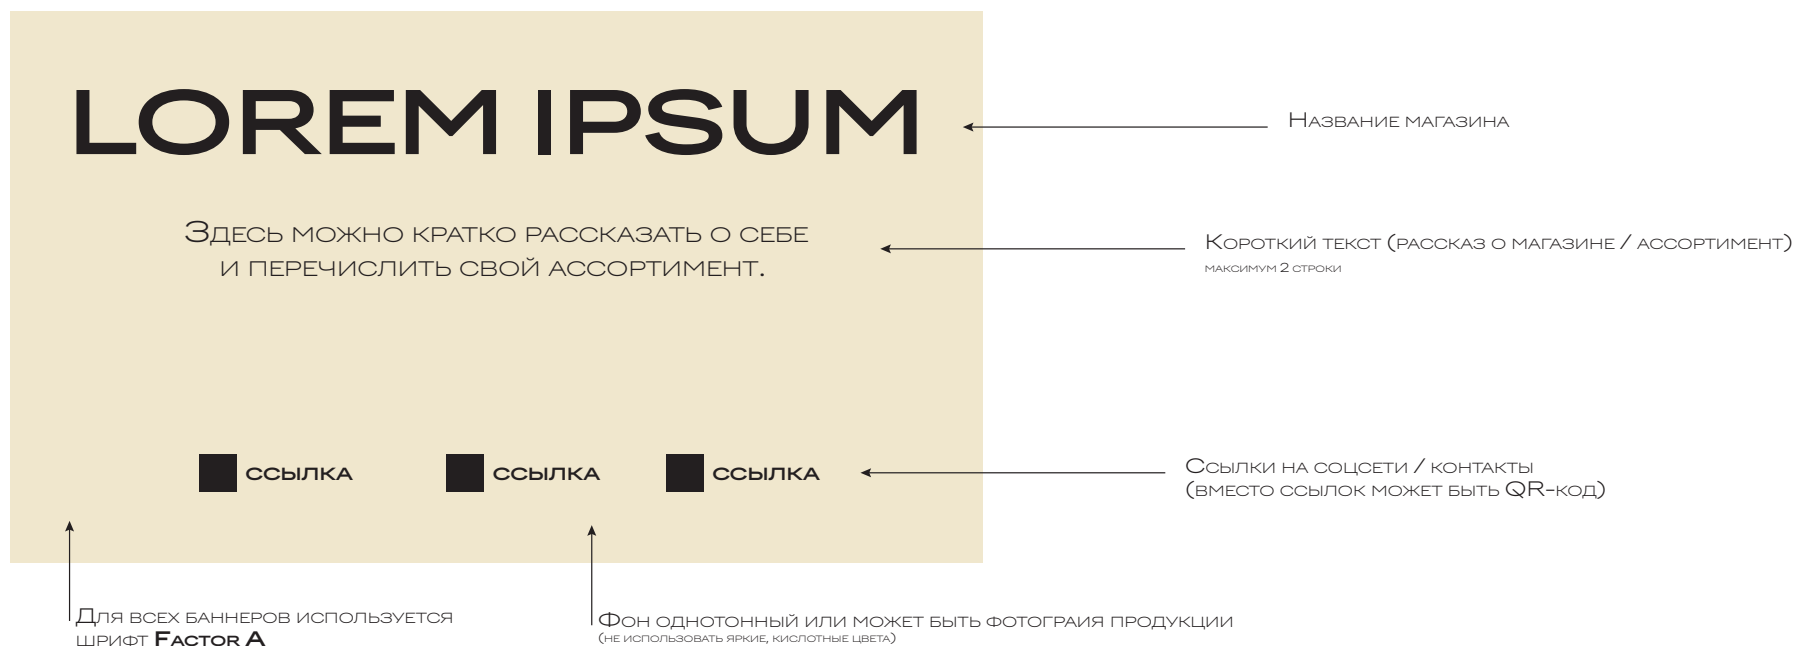 LOREM IPSUM
Название магазина
Здесь можно кратко рассказать о себе
и перечислить свой ассортимент.
Короткий текст (рассказ о магазине / ассортимент)
максимум 2 строки
ссылка ссылка ссылка
Ссылки на соцсети / контакты
(вместо ссылок может быть QR-код)
Для всех баннеров используется
шрифт Factor A
Фон однотонный или может быть фотограия продукции
(не использовать яркие, кислотные цвета)